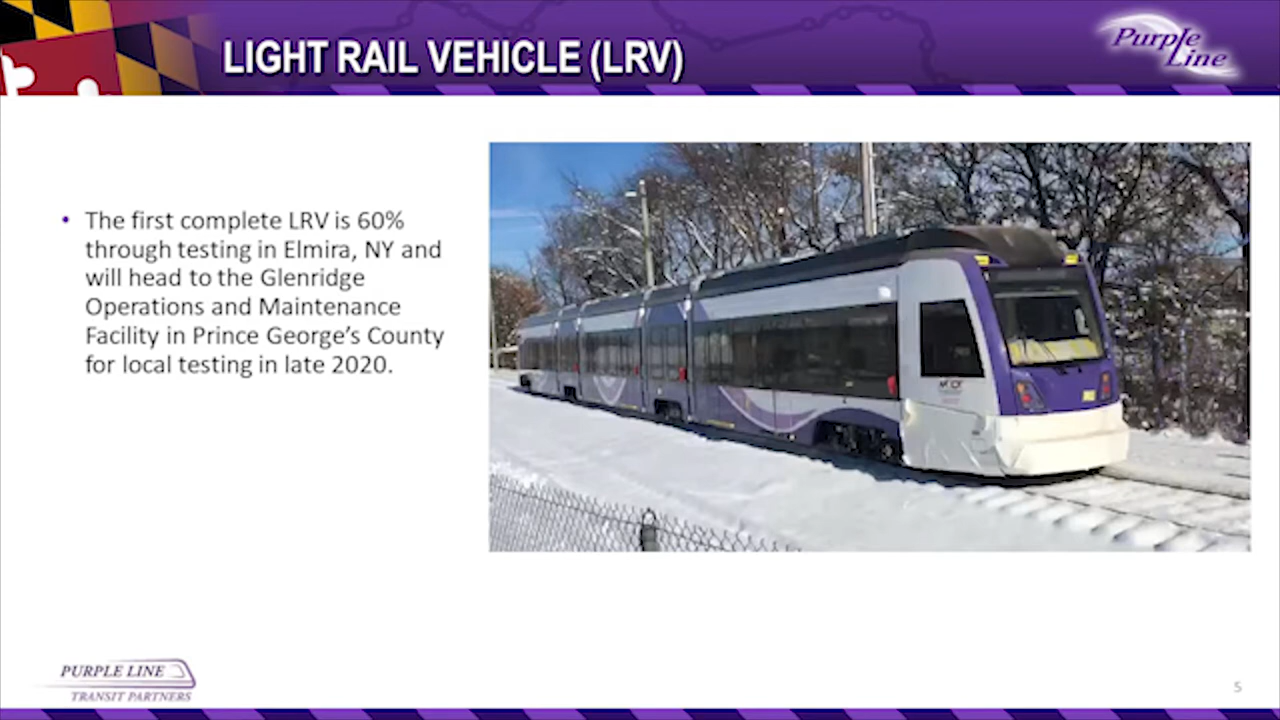 LIGHT RAIL VEHICLE (LRV)
Purple
Line
• The first complete LRV is 60%
through testing in Elmira, NY and
will head to the Glenridge
Operations and Maintenance
Facility in Prince George’s County
for local testing in late 2020.
PURPLE LINE
TRANSIT PARTNERS
5